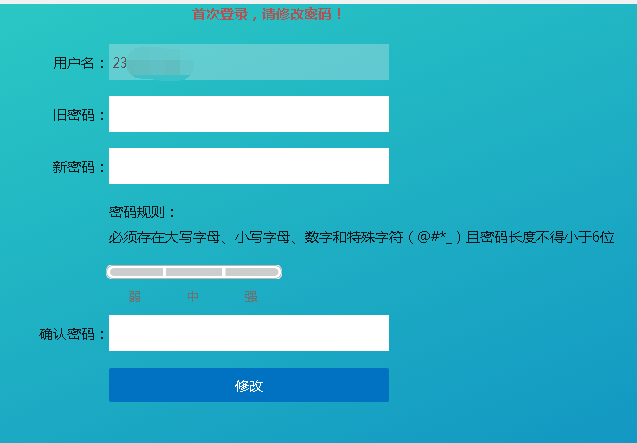 首次登录，请修改密码！
用户名： 23
旧密码：
新密码：
密码规则：
必须存在大写字母、小写字母、数字和特殊字符（@#*_）且密码长度不得小于6位
弱 中 强
确认密码：
修改